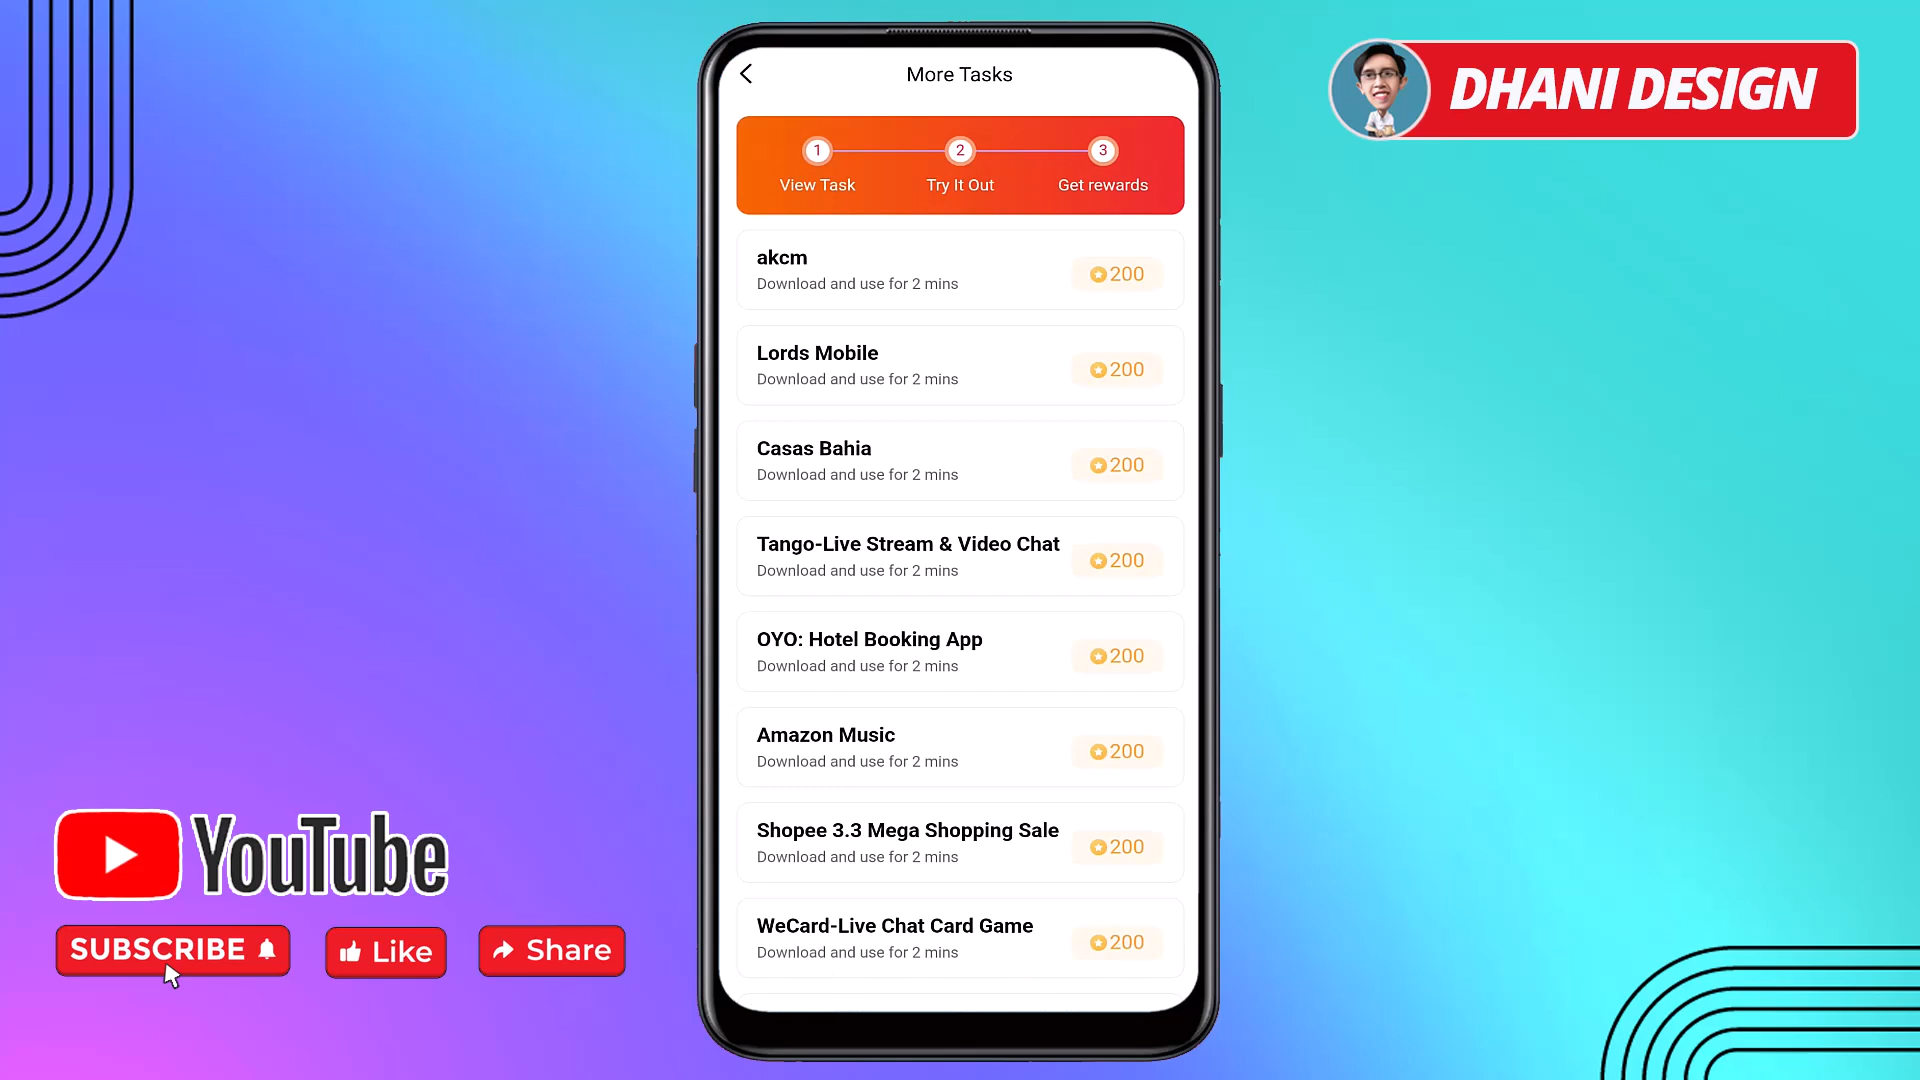 More Tasks
DHANI DESIGN
1
2
3
View Task
Try It Out
Get rewards
akcm
Download and use for 2 mins
200
Lords Mobile
Download and use for 2 mins
200
Casas Bahia
Download and use for 2 mins
200
Tango-Live Stream & Video Chat
Download and use for 2 mins
200
OYO: Hotel Booking App
Download and use for 2 mins
200
Amazon Music
Download and use for 2 mins
200
Shopee 3.3 Mega Shopping Sale
Download and use for 2 mins
200
WeCard-Live Chat Card Game
Download and use for 2 mins
200
YouTube
SUBSCRIBE
Like
Share